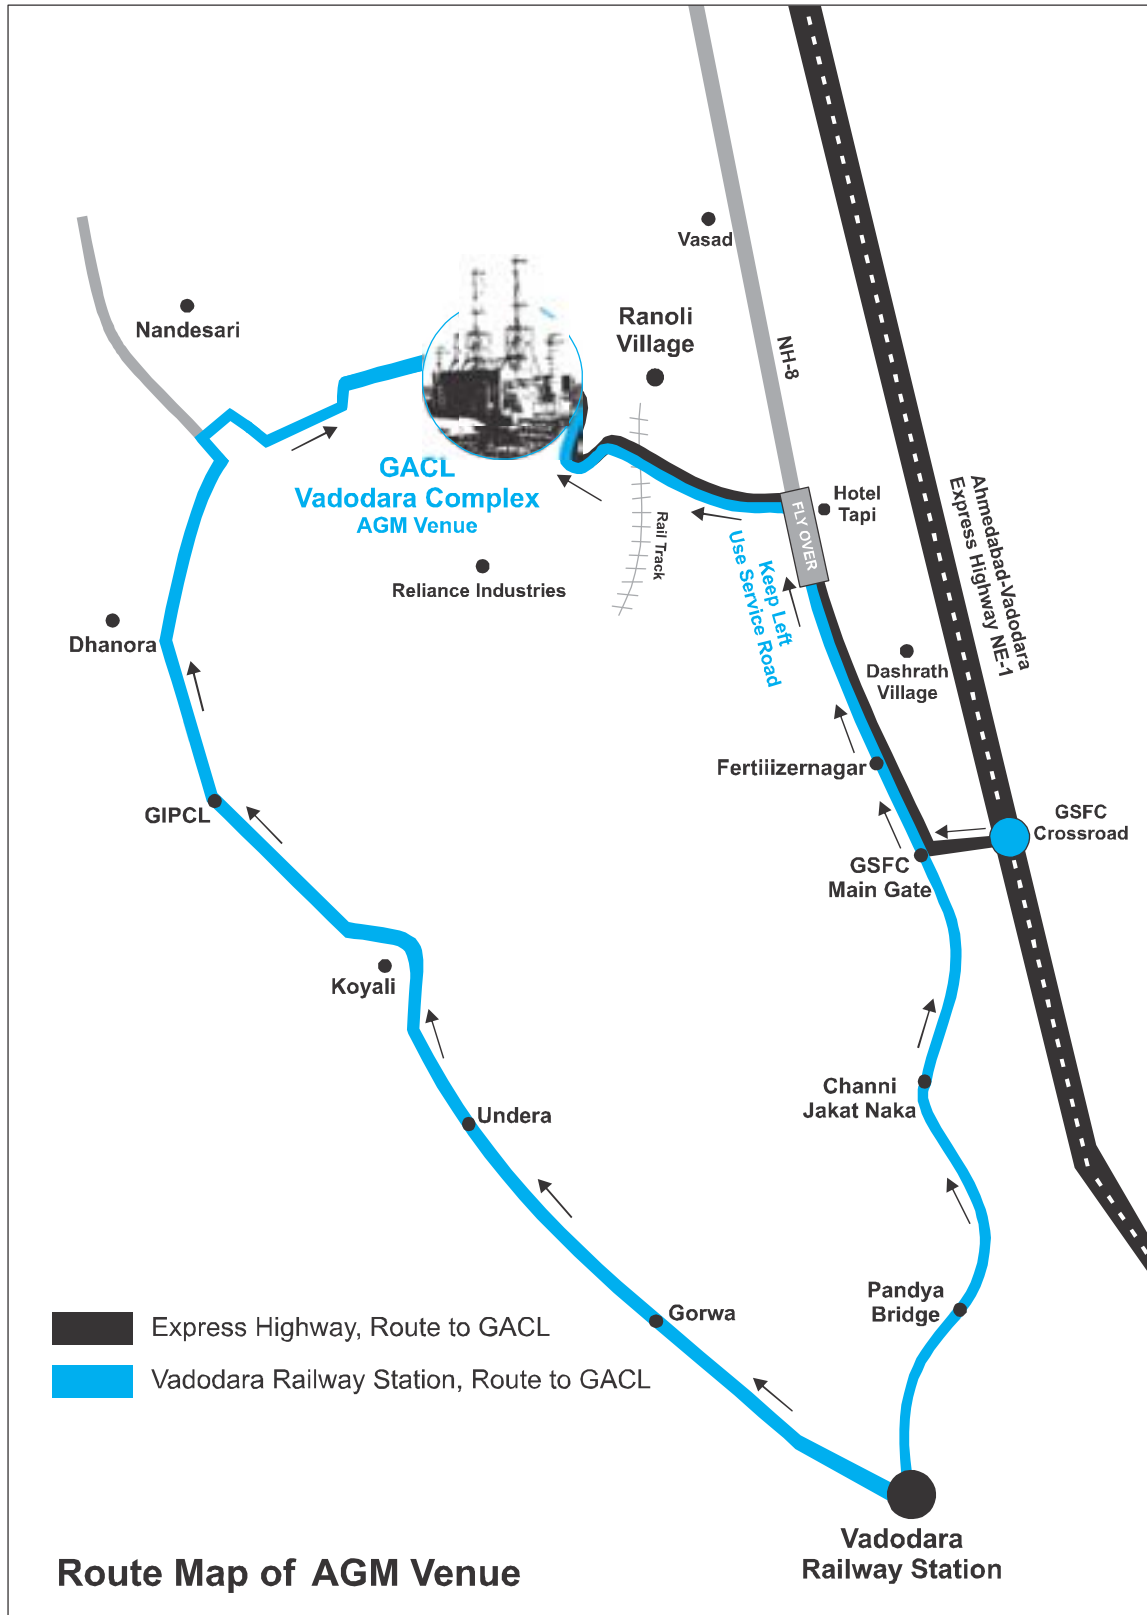 Vasad
Ranoli
Village
Nandesari
NH-8
GACL
Vadodara Complex
AGM Venue
Hotel
Tapi
FLY OVER
Rail Track
Ahmedabad-Vadodara
Express Highway NE-1
Keep Left
Use Service Road
Reliance Industries
Dhanora
Dashrath
Village
Fertiiizernagar
GIPCL
GSFC
Crossroad
GSFC
Main Gate
Koyali
Channi
Jakat Naka
Undera
Pandya
Bridge
Gorwa
Express Highway, Route to GACL
Vadodara Railway Station, Route to GACL
Vadodara
Railway Station
Route Map of AGM Venue